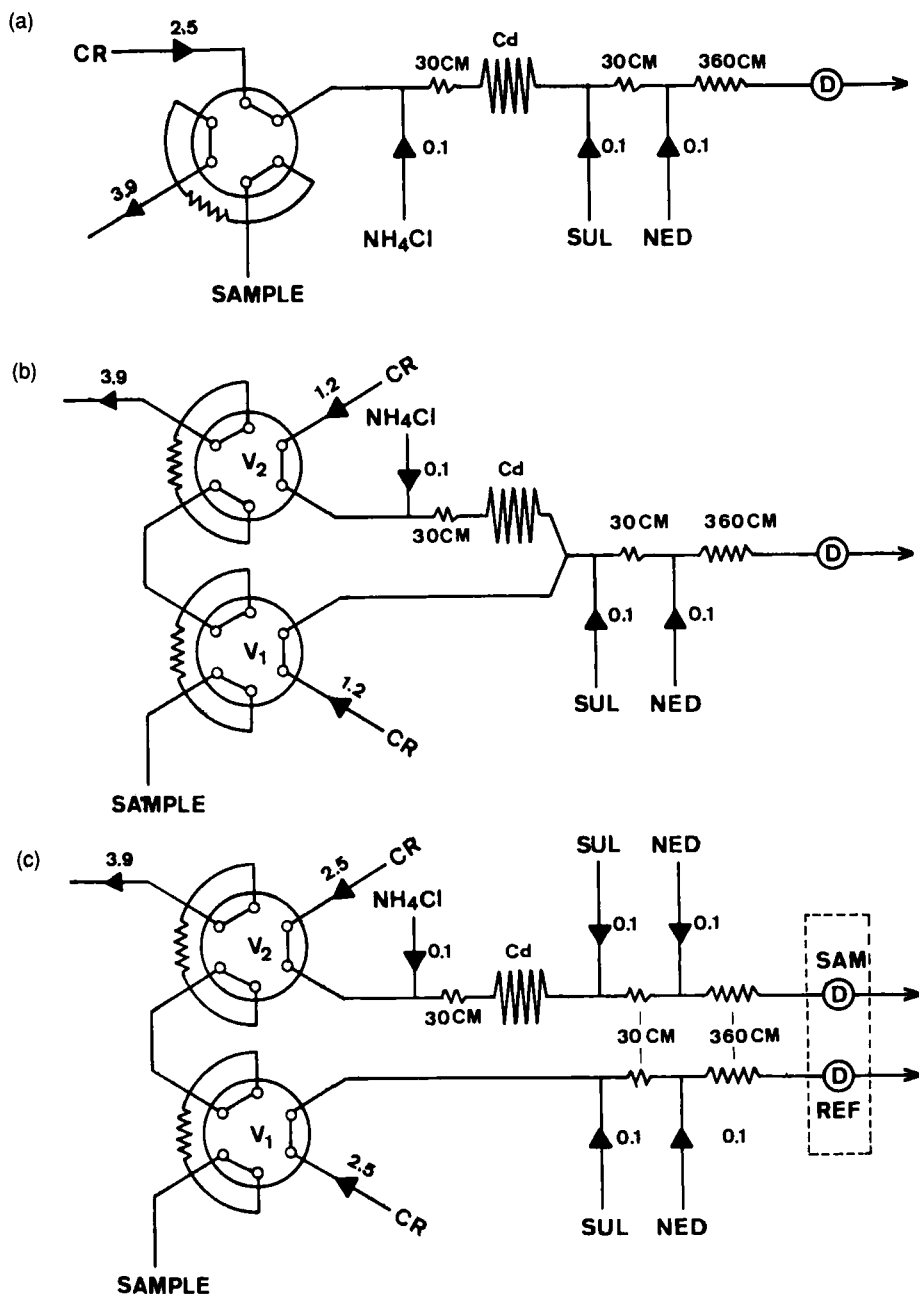 (a)
CR 2.5
30CM Cd 30CM 360CM
D
3.9
0.1 0.1 0.1
NH₄Cl SUL NED
SAMPLE
(b)
3.9 1.2 CR
NH₄Cl
V₂ 0.1 Cd
30CM 30CM 360CM
D
V₁ 0.1 0.1
1.2 CR
SUL NED
SAMPLE
(c)
3.9 2.5 CR
SUL NED
NH₄Cl
V₂ 0.1 Cd 0.1 0.1
SAM
D
30CM
30CM 360CM
D
REF
V₁ 0.1 0.1
2.5 CR
SUL NED
SAMPLE